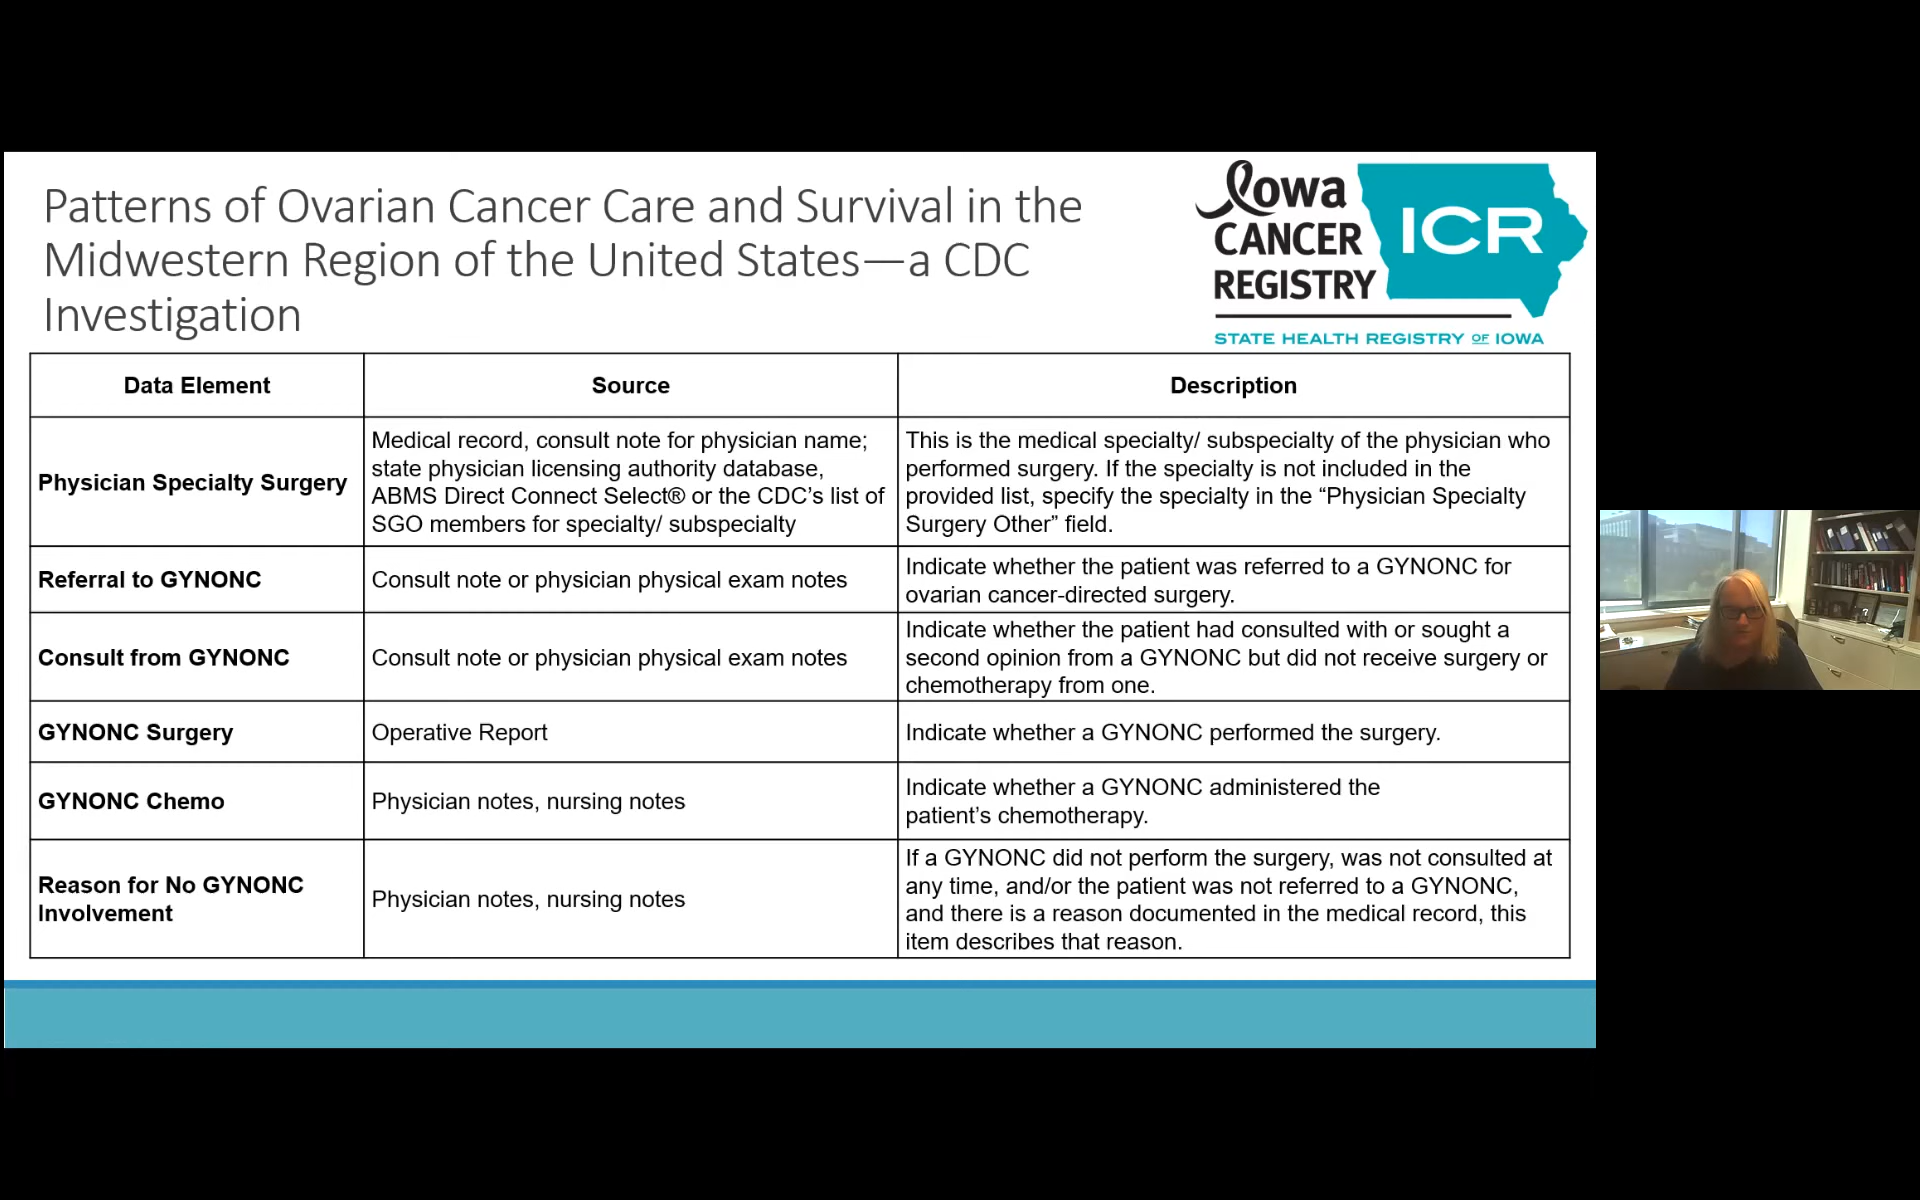 Patterns of Ovarian Cancer Care and Survival in the
Midwestern Region of the United States—a CDC
Investigation
Iowa
CANCER
REGISTRY
ICR
STATE HEALTH REGISTRY OF IOWA
Data Element
Source
Description
Physician Specialty Surgery
Medical record, consult note for physician name;
state physician licensing authority database,
ABMS Direct Connect Select® or the CDC's list of
SGO members for specialty/ subspecialty
This is the medical specialty/ subspecialty of the physician who
performed surgery. If the specialty is not included in the
provided list, specify the specialty in the “Physician Specialty
Surgery Other” field.
Referral to GYNONC
Consult note or physician physical exam notes
Indicate whether the patient was referred to a GYNONC for
ovarian cancer-directed surgery.
Consult from GYNONC
Consult note or physician physical exam notes
Indicate whether the patient had consulted with or sought a
second opinion from a GYNONC but did not receive surgery or
chemotherapy from one.
GYNONC Surgery
Operative Report
Indicate whether a GYNONC performed the surgery.
GYNONC Chemo
Physician notes, nursing notes
Indicate whether a GYNONC administered the
patient’s chemotherapy.
Reason for No GYNONC
Involvement
Physician notes, nursing notes
If a GYNONC did not perform the surgery, was not consulted at
any time, and/or the patient was not referred to a GYNONC,
and there is a reason documented in the medical record, this
item describes that reason.